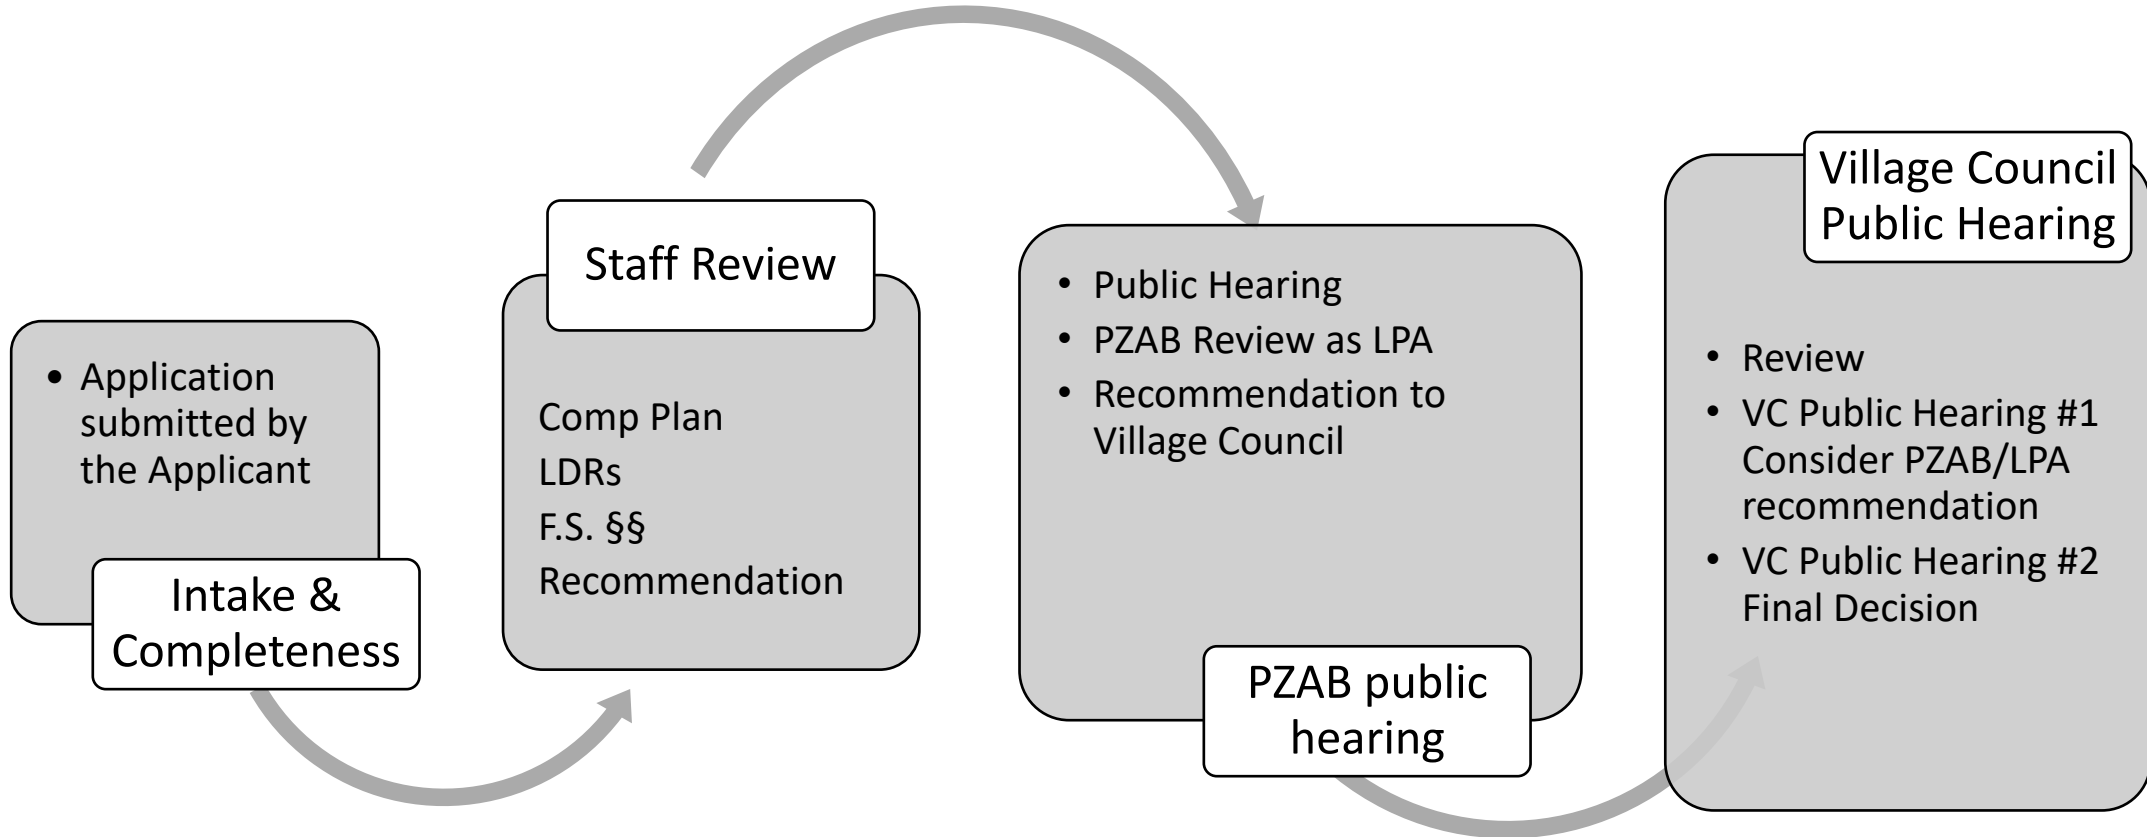 • Application
submitted by
the Applicant
Intake &
Completeness
Staff Review
Comp Plan
LDRs
F.S. §§
Recommendation
• Public Hearing
• PZAB Review as LPA
• Recommendation to
Village Council
PZAB public
hearing
Village Council
Public Hearing
• Review
• VC Public Hearing #1
Consider PZAB/LPA
recommendation
• VC Public Hearing #2
Final Decision